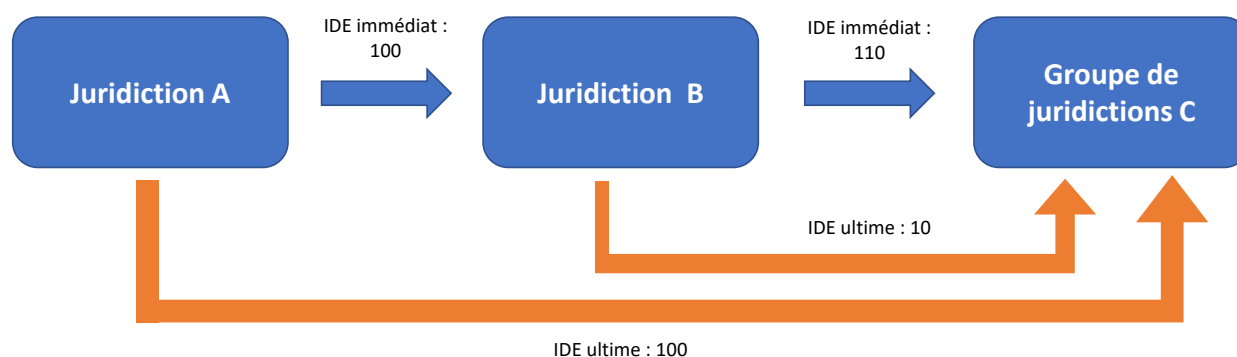 IDE immédiat :
100
IDE immédiat :
110
Juridiction A
Juridiction B
Groupe de
juridictions C
IDE ultime : 10
IDE ultime : 100